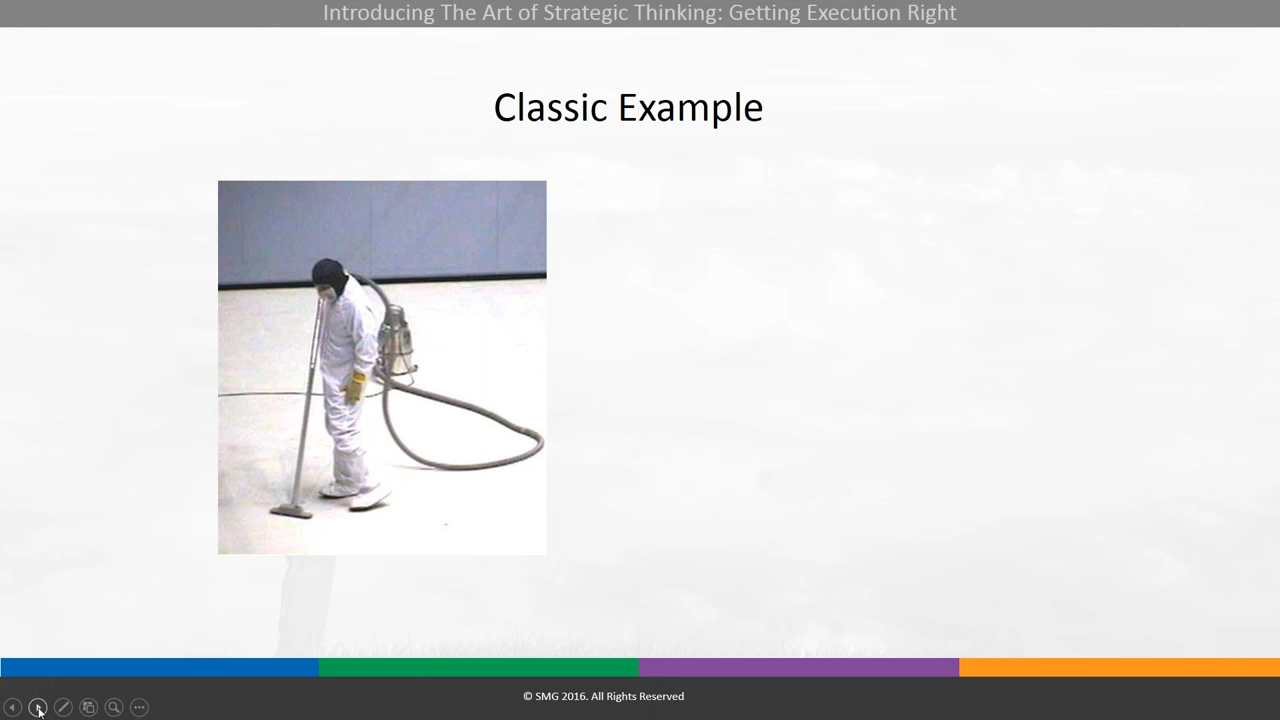 Introducing The Art of Strategic Thinking: Getting Execution Right
Classic Example
© SMG 2016. All Rights Reserved